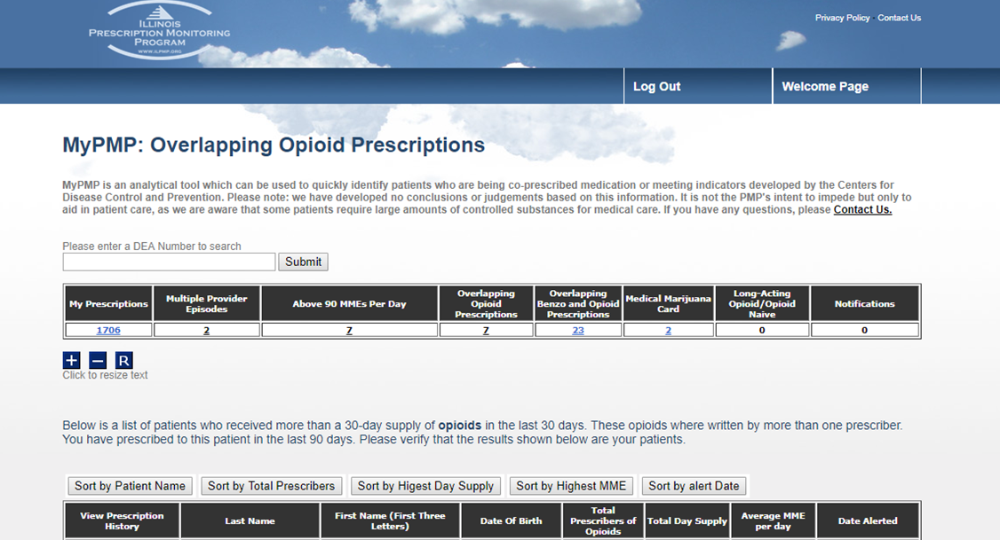 ILLINOIS
PRESCRIPTION MONITORING
PROGRAM
WWW.ILPMP.ORG
Privacy Policy - Contact Us
Log Out
Welcome Page
MyPMP: Overlapping Opioid Prescriptions
MyPMP is an analytical tool which can be used to quickly identify patients who are being co-prescribed medication or meeting indicators developed by the Centers for
Disease Control and Prevention. Please note: we have developed no conclusions or judgements based on this information. It is not the PMP's intent to impede but only to
aid in patient care, as we are aware that some patients require large amounts of controlled substances for medical care. If you have any questions, please Contact Us.
Please enter a DEA Number to search
Submit
My Prescriptions
Multiple Provider
Episodes
Above 90 MMEs Per Day
Overlapping
Opioid
Prescriptions
Overlapping
Benzo and Opioid
Prescriptions
Medical Marijuana
Card
Long-Acting
Opioid/Opioid
Naive
Notifications
1706
2
7
7
23
2
0
0
+ – R
Click to resize text
Below is a list of patients who received more than a 30-day supply of opioids in the last 30 days. These opioids where written by more than one prescriber.
You have prescribed to this patient in the last 90 days. Please verify that the results shown below are your patients.
Sort by Patient Name
Sort by Total Prescribers
Sort by Higest Day Supply
Sort by Highest MME
Sort by alert Date
View Prescription
History
Last Name
First Name (First Three
Letters)
Date Of Birth
Total
Prescribers of
Opioids
Total Day Supply
Average MME
per day
Date Alerted